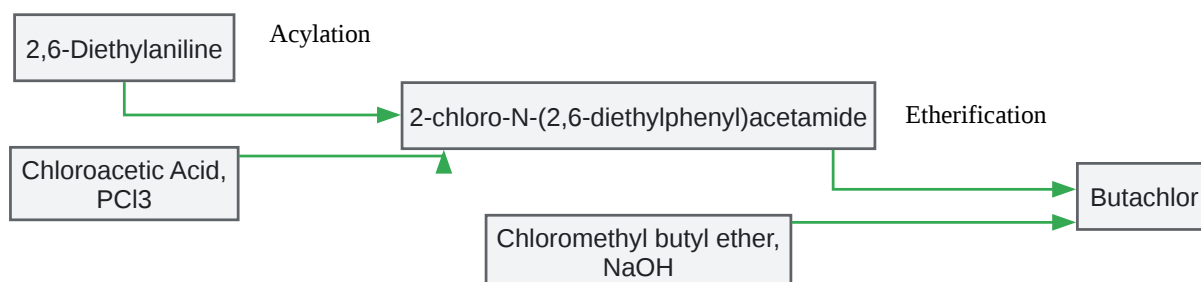 2,6-Diethylaniline
Acylation
2-chloro-N-(2,6-diethylphenyl)acetamide
Etherification
Chloroacetic Acid,
PCl3
Butachlor
Chloromethyl butyl ether,
NaOH